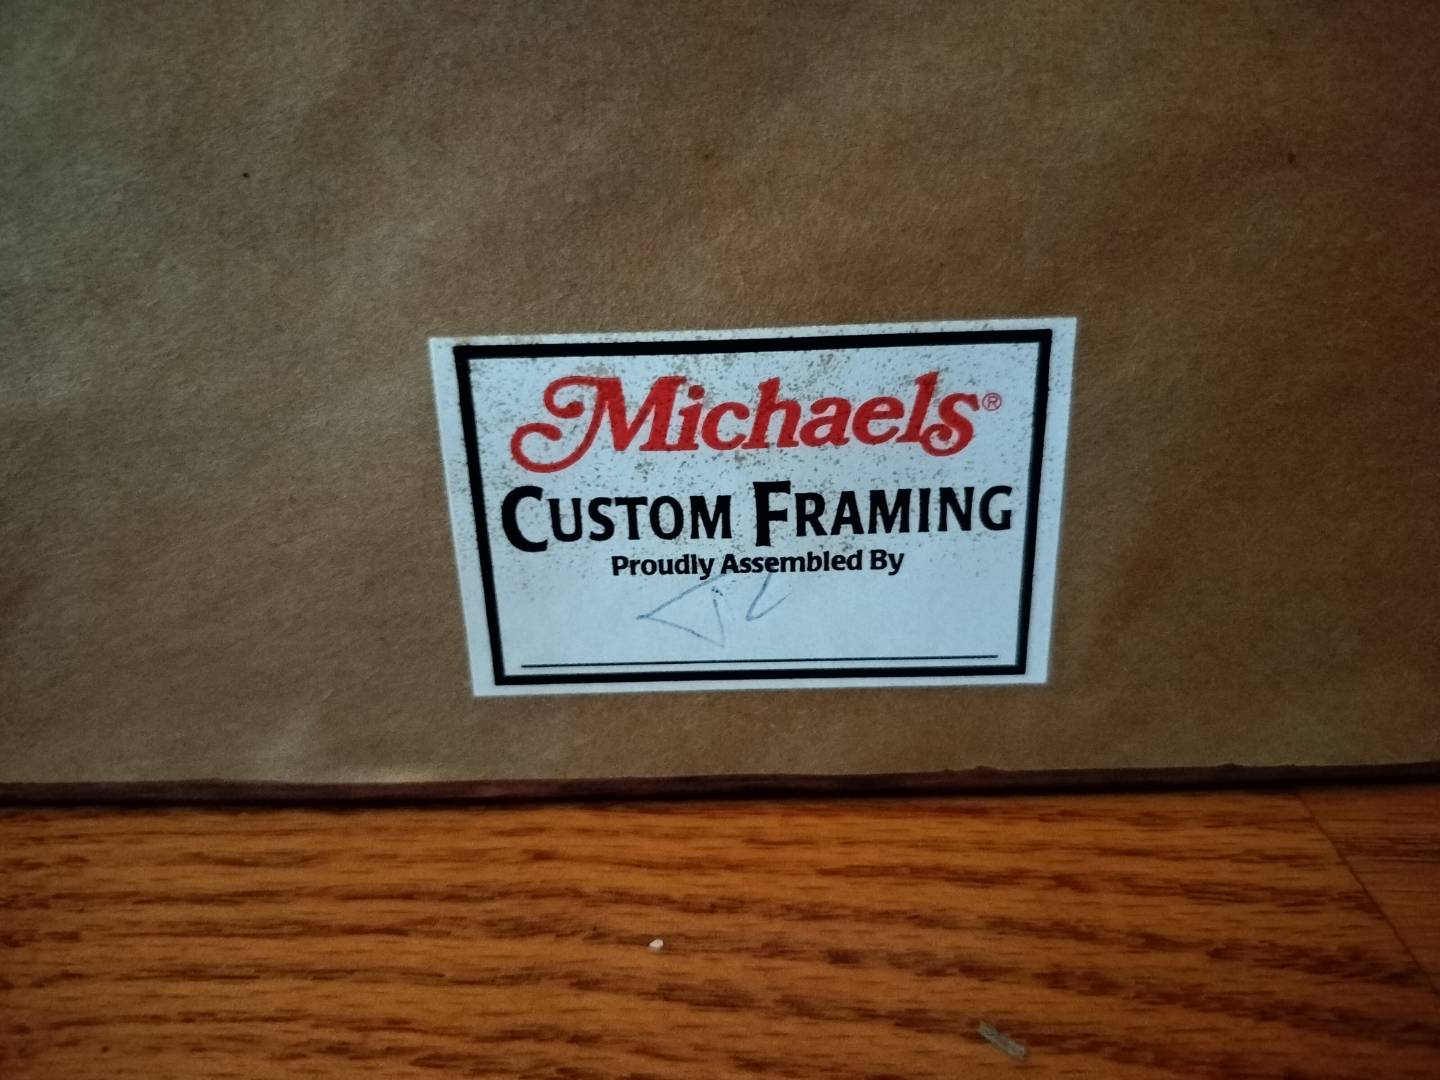 Michaels®
CUSTOM FRAMING
Proudly Assembled By